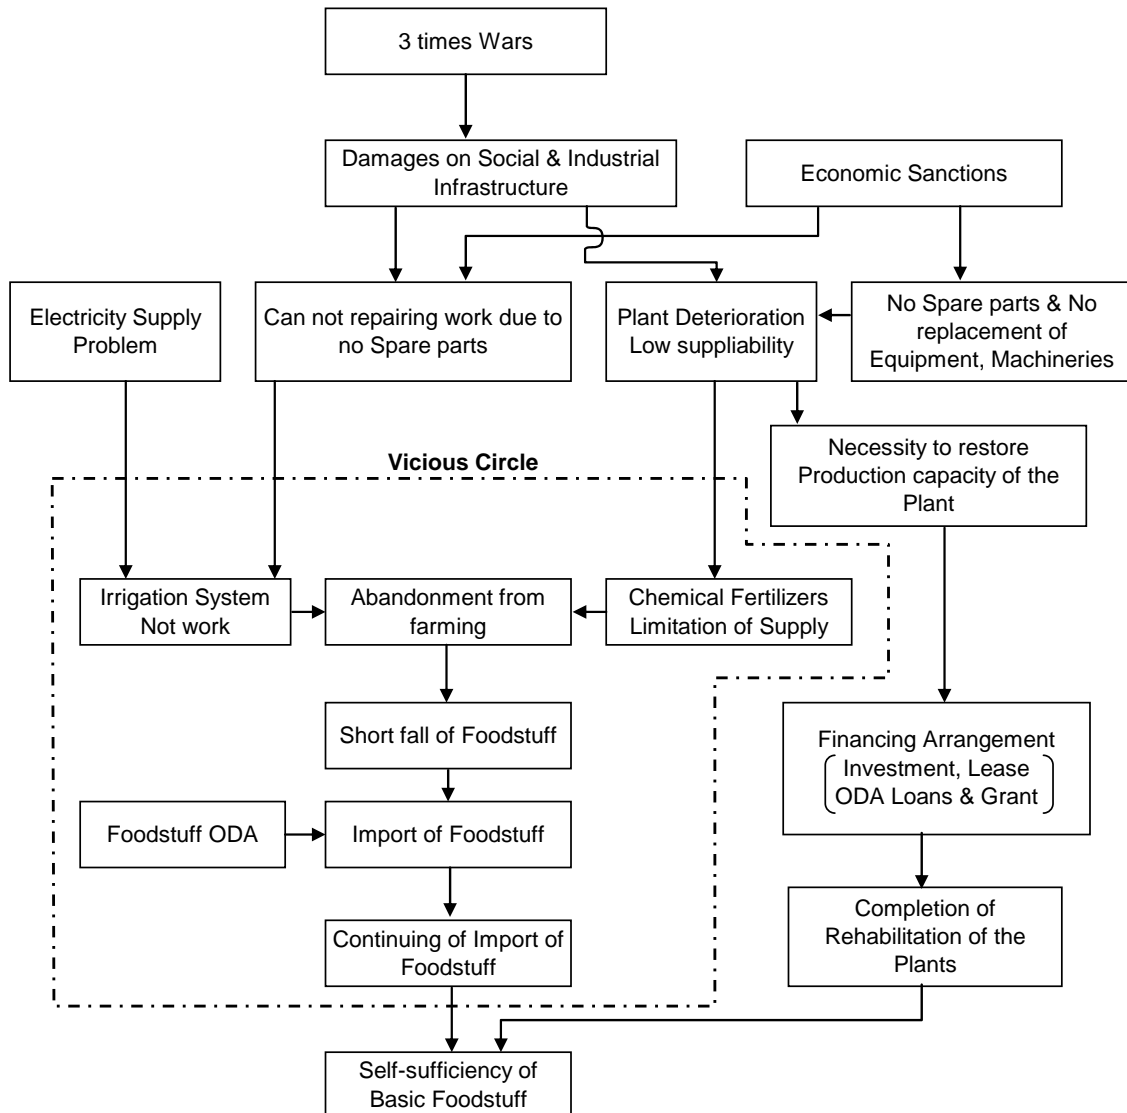 3 times Wars
Damages on Social & Industrial
Infrastructure
Economic Sanctions
Electricity Supply
Problem
Can not repairing work due to
no Spare parts
Plant Deterioration
Low suppliability
No Spare parts & No
replacement of
Equipment, Machineries
Necessity to restore
Production capacity of the
Plant
Vicious Circle
Irrigation System
Not work
Abandonment from
farming
Chemical Fertilizers
Limitation of Supply
Short fall of Foodstuff
Financing Arrangement
Investment, Lease
ODA Loans & Grant
Foodstuff ODA
Import of Foodstuff
Continuing of Import of
Foodstuff
Completion of
Rehabilitation of the
Plants
Self-sufficiency of
Basic Foodstuff